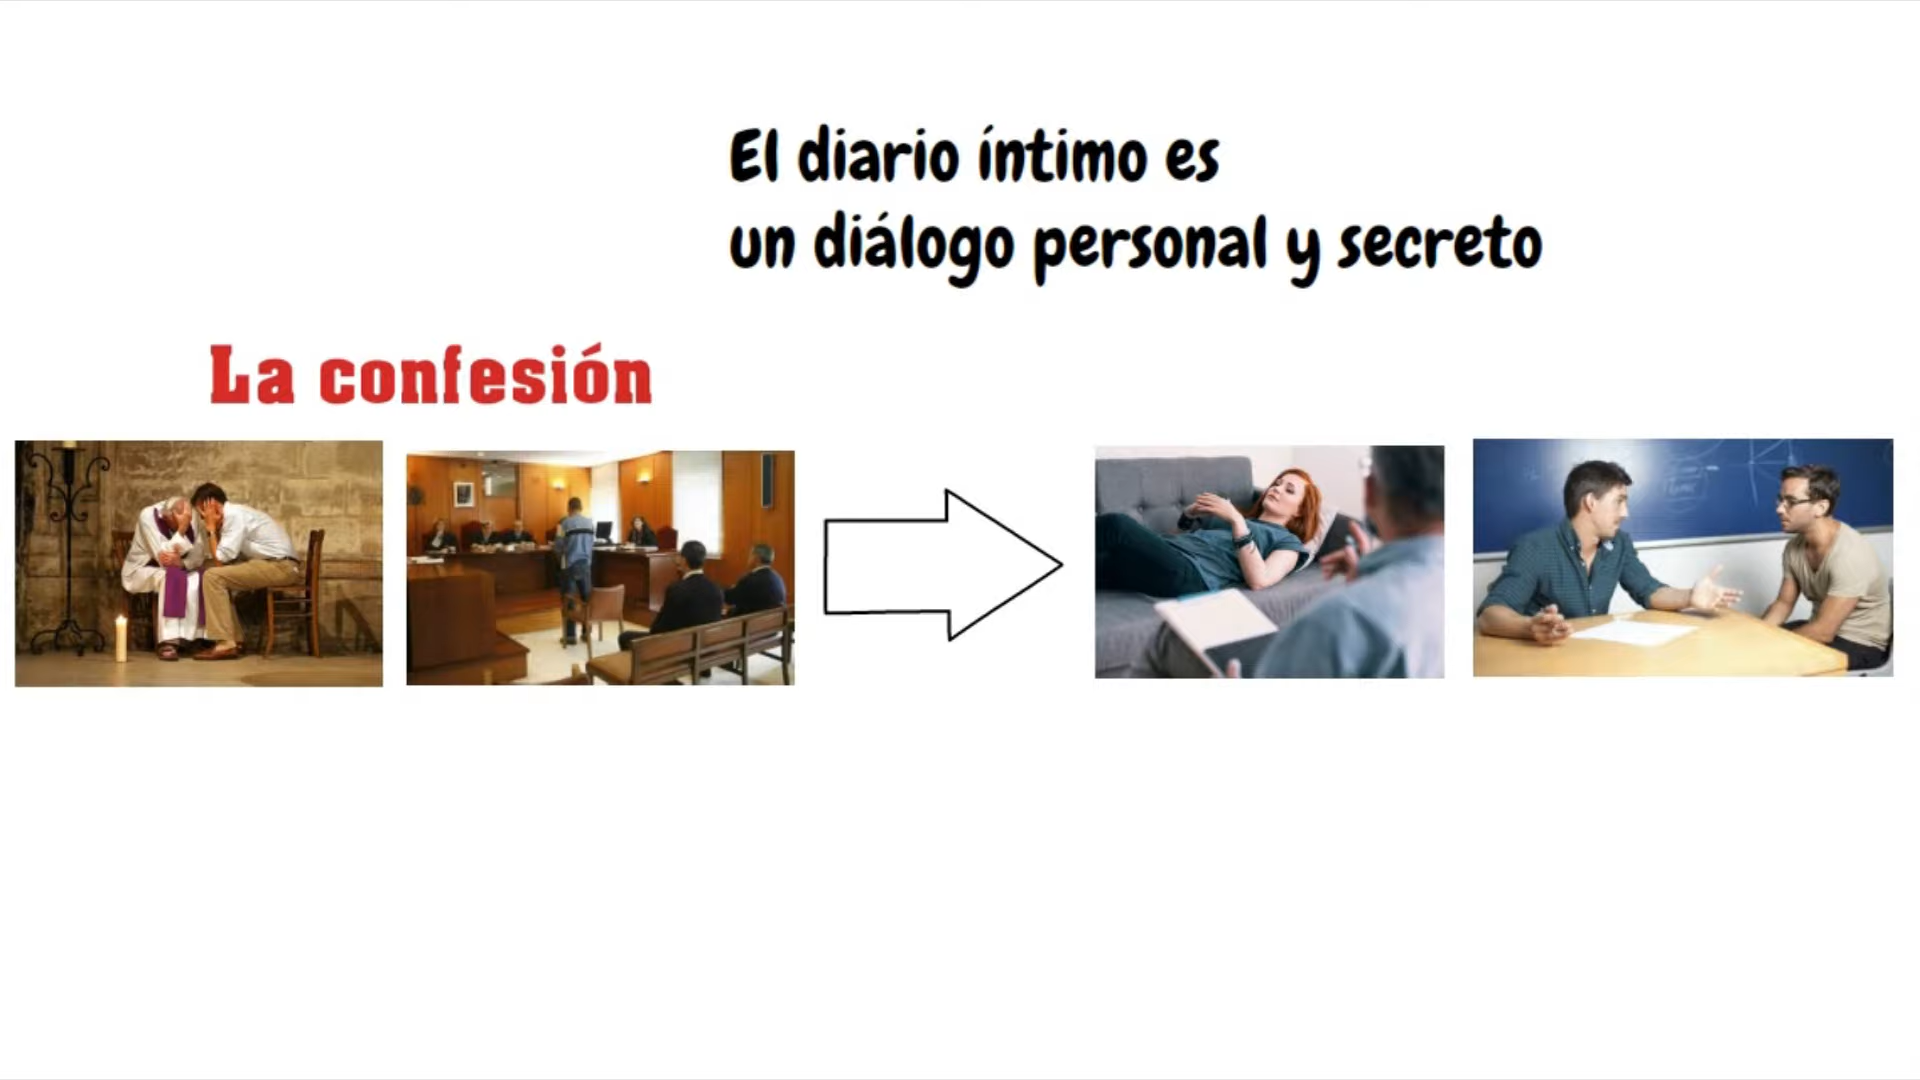 El diario íntimo es
un diálogo personal y secreto
La confesión